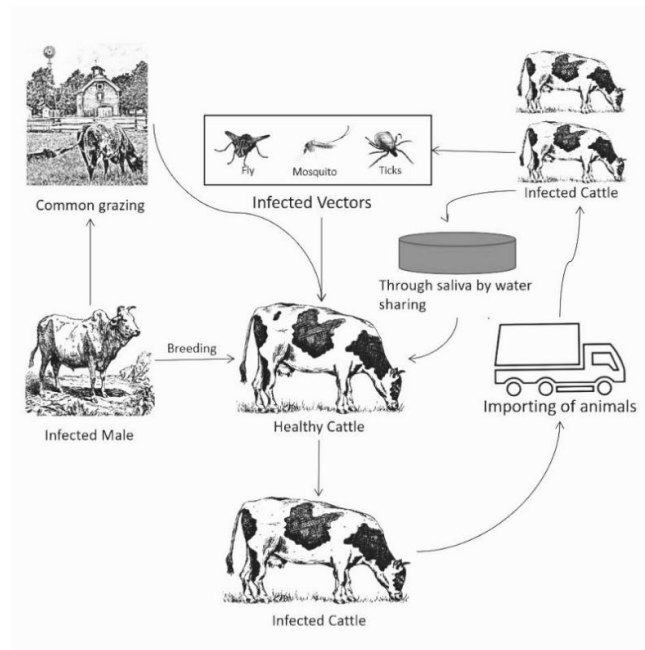 Fly
Mosquito
Ticks
Infected Cattle
Common grazing
Infected Vectors
Through saliva by water
sharing
Breeding
Importing of animals
Infected Male
Healthy Cattle
Infected Cattle